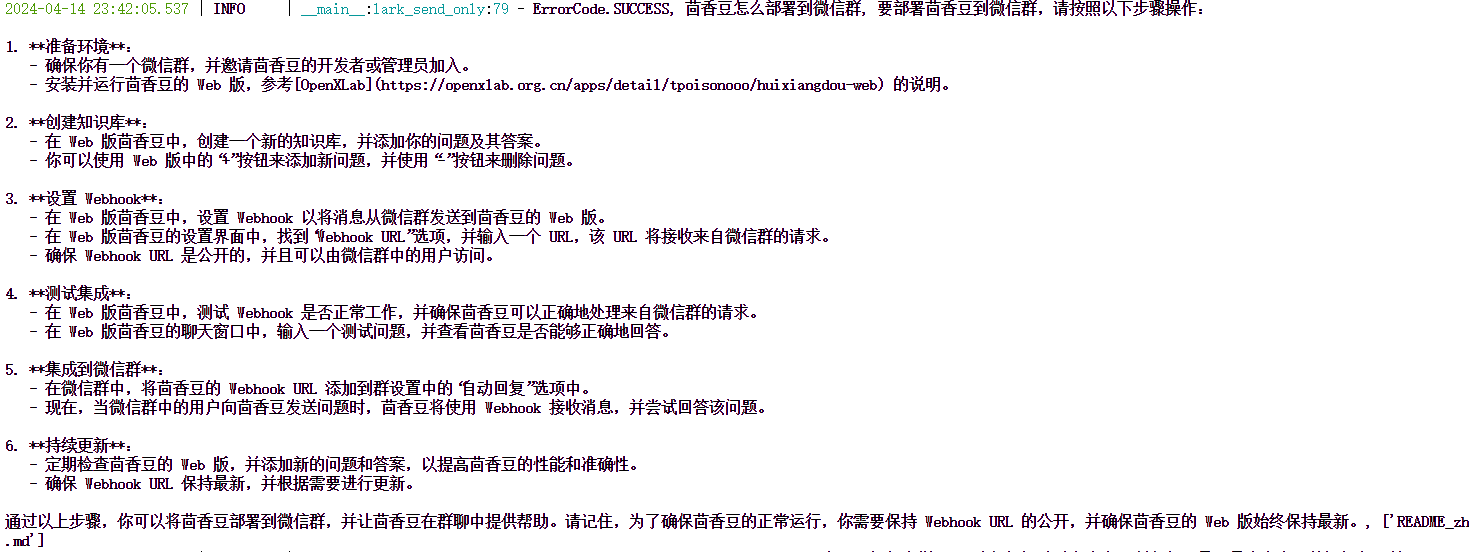 2024-04-14 23:42:05.537 | INFO     | __main__:lark_send_only:79 - ErrorCode.SUCCESS, 茴香豆怎么部署到微信群, 要部署茴香豆到微信群，请按照以下步骤操作：
1. **准备环境**：
- 确保你有一个微信群，并邀请茴香豆的开发者或管理员加入。
- 安装并运行茴香豆的 Web 版，参考[OpenXLab](https://openxlab.org.cn/apps/detail/tpoisonooo/huixiangdou-web) 的说明。
2. **创建知识库**：
- 在 Web 版茴香豆中，创建一个新的知识库，并添加你的问题及其答案。
- 你可以使用 Web 版中的“+”按钮来添加新问题，并使用“-”按钮来删除问题。
3. **设置 Webhook**：
- 在 Web 版茴香豆中，设置 Webhook 以将消息从微信群发送到茴香豆的 Web 版。
- 在 Web 版茴香豆的设置界面中，找到“Webhook URL”选项，并输入一个 URL，该 URL 将接收来自微信群的请求。
- 确保 Webhook URL 是公开的，并且可以由微信群中的用户访问。
4. **测试集成**：
- 在 Web 版茴香豆中，测试 Webhook 是否正常工作，并确保茴香豆可以正确地处理来自微信群的请求。
- 在 Web 版茴香豆的聊天窗口中，输入一个测试问题，并查看茴香豆是否能够正确地回答。
5. **集成到微信群**：
- 在微信群中，将茴香豆的 Webhook URL 添加到群设置中的“自动回复”选项中。
- 现在，当微信群中的用户向茴香豆发送问题时，茴香豆将使用 Webhook 接收消息，并尝试回答该问题。
6. **持续更新**：
- 定期检查茴香豆的 Web 版，并添加新的问题和答案，以提高茴香豆的性能和准确性。
- 确保 Webhook URL 保持最新，并根据需要进行更新。
通过以上步骤，你可以将茴香豆部署到微信群，并让茴香豆在群聊中提供帮助。请记住，为了确保茴香豆的正常运行，你需要保持 Webhook URL 的公开，并确保茴香豆的 Web 版始终保持最新。, ['README_zh
.md']